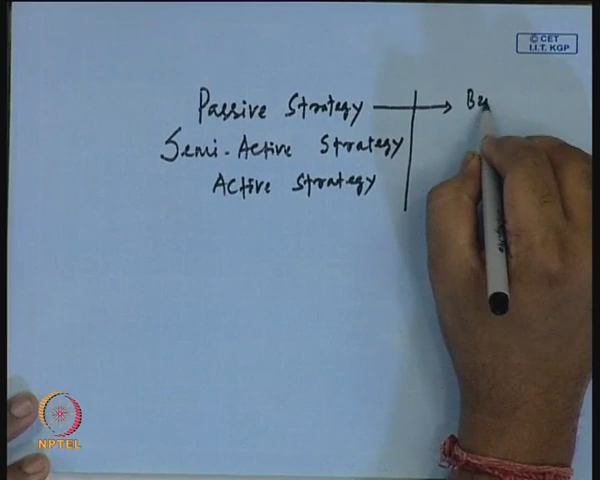 © CET
I.I.T. KGP
Passive Strategy
Semi-Active Strategy
Active Strategy
NPTEL